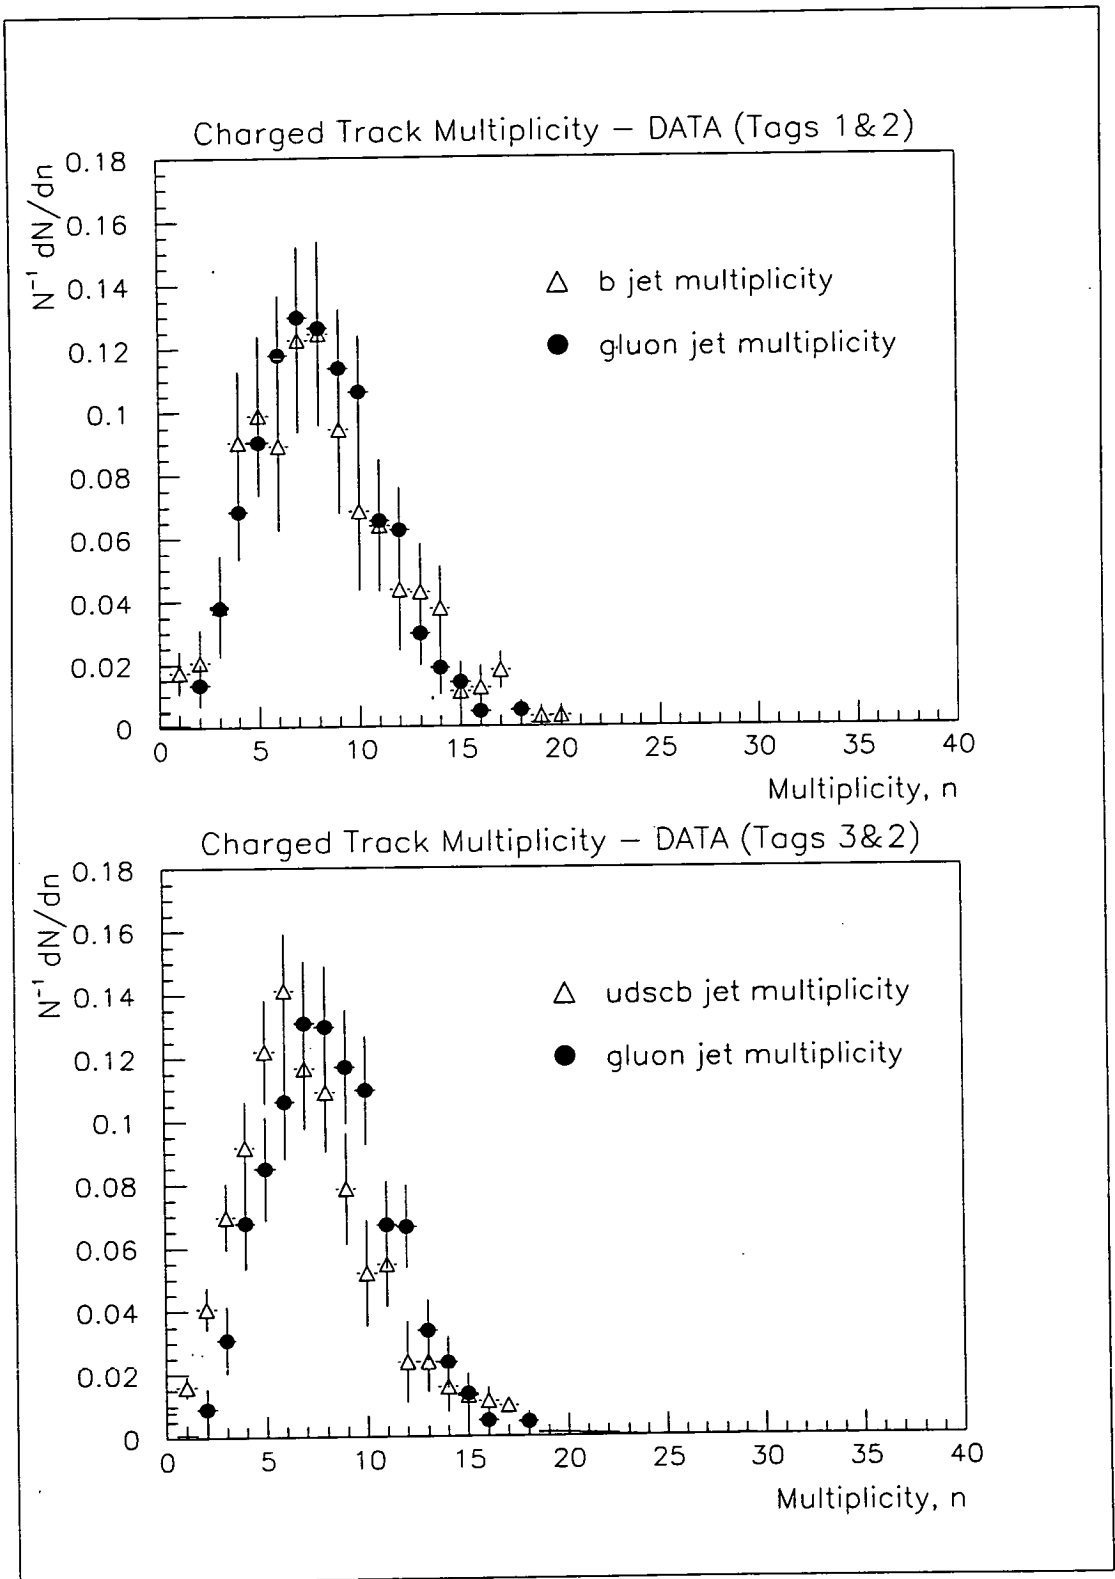 Charged Track Multiplicity – DATA (Tags 1&2)
N⁻¹ dN/dn
0.18
0.16
0.14
0.12
0.1
0.08
0.06
0.04
0.02
0
b jet multiplicity
gluon jet multiplicity
0 5 10 15 20 25 30 35 40
Multiplicity, n
Charged Track Multiplicity – DATA (Tags 3&2)
N⁻¹ dN/dn
0.18
0.16
0.14
0.12
0.1
0.08
0.06
0.04
0.02
0
udscb jet multiplicity
gluon jet multiplicity
0 5 10 15 20 25 30 35 40
Multiplicity, n